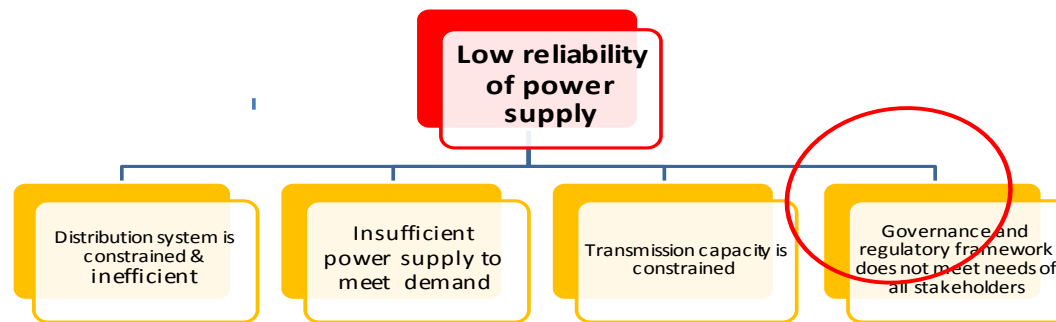 Low reliability
of power
supply
Distribution system is
constrained &
inefficient
Insufficient
power supply to
meet demand
Transmission capacity is
constrained
Governance and
regulatory framework
does not meet needs of
all stakeholders